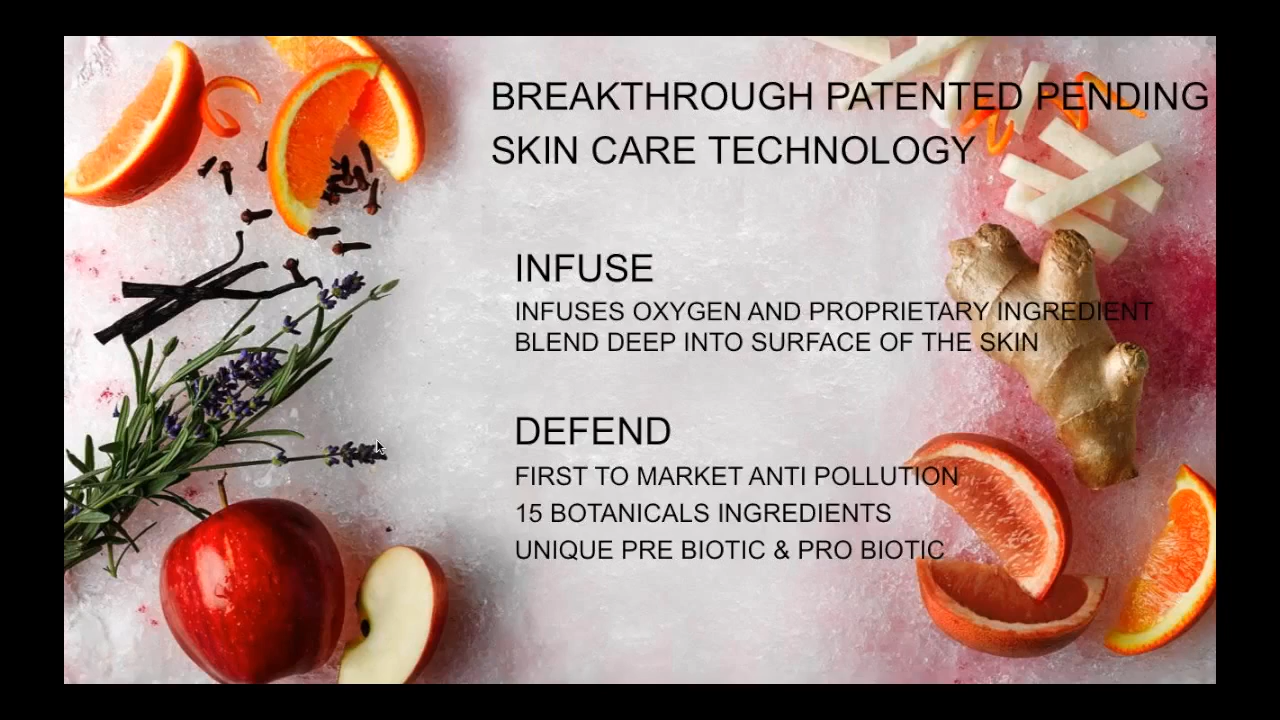 BREAKTHROUGH PATENTED PENDING
SKIN CARE TECHNOLOGY
INFUSE
INFUSES OXYGEN AND PROPRIETARY INGREDIENT
BLEND DEEP INTO SURFACE OF THE SKIN
DEFEND
FIRST TO MARKET ANTI POLLUTION
15 BOTANICALS INGREDIENTS
UNIQUE PRE BIOTIC & PRO BIOTIC